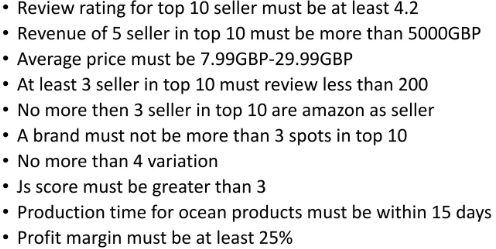 • Review rating for top 10 seller must be at least 4.2
• Revenue of 5 seller in top 10 must be more than 5000GBP
• Average price must be 7.99GBP-29.99GBP
• At least 3 seller in top 10 must review less than 200
• No more then 3 seller in top 10 are amazon as seller
• A brand must not be more than 3 spots in top 10
• No more than 4 variation
• Js score must be greater than 3
• Production time for ocean products must be within 15 days
• Profit margin must be at least 25%